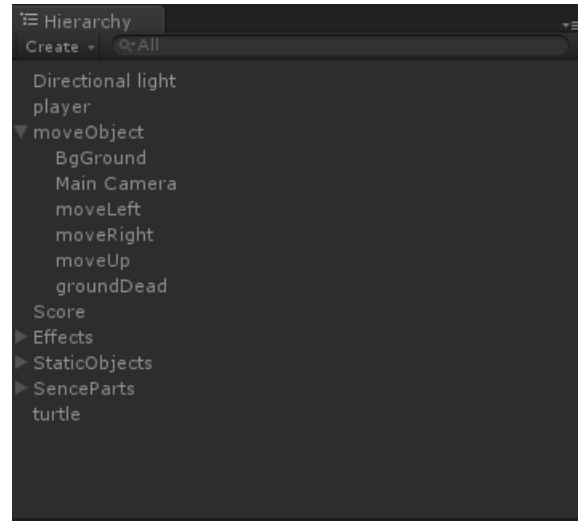 Hierarchy
Create All
Directional light
player
moveObject
BgGround
Main Camera
moveLeft
moveRight
moveUp
groundDead
Score
Effects
StaticObjects
SenceParts
turtle